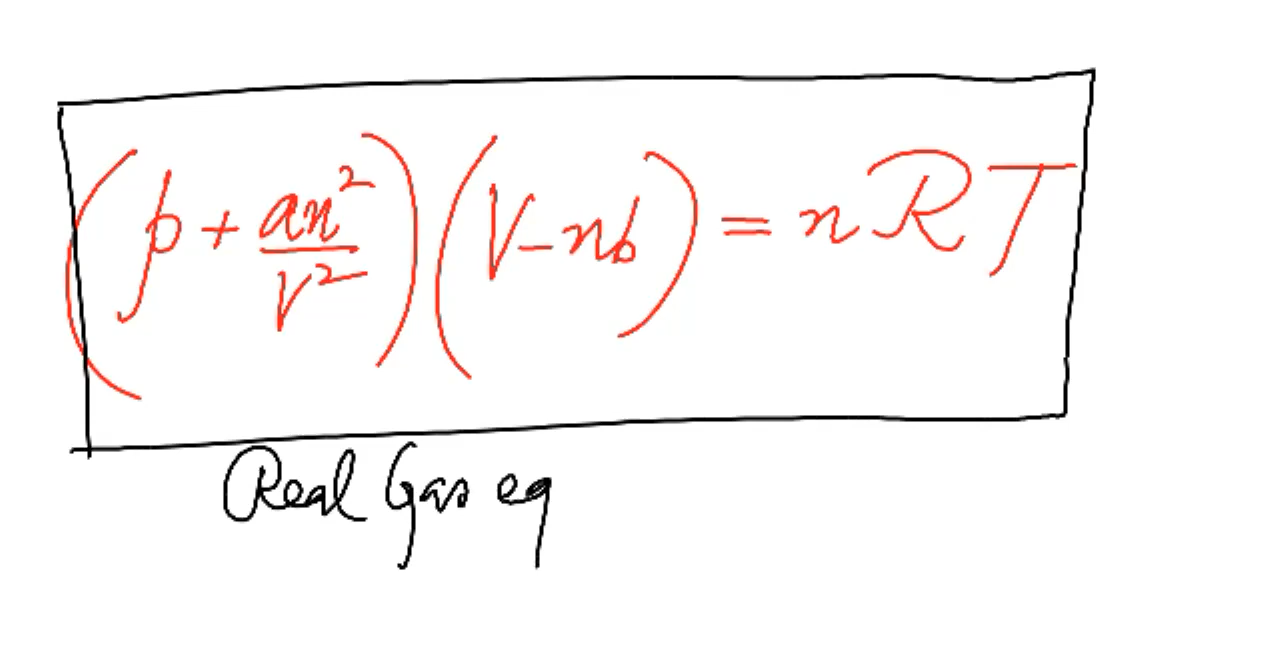 (p + an²/V²)(V - nb) = nRT
Real Gas eq